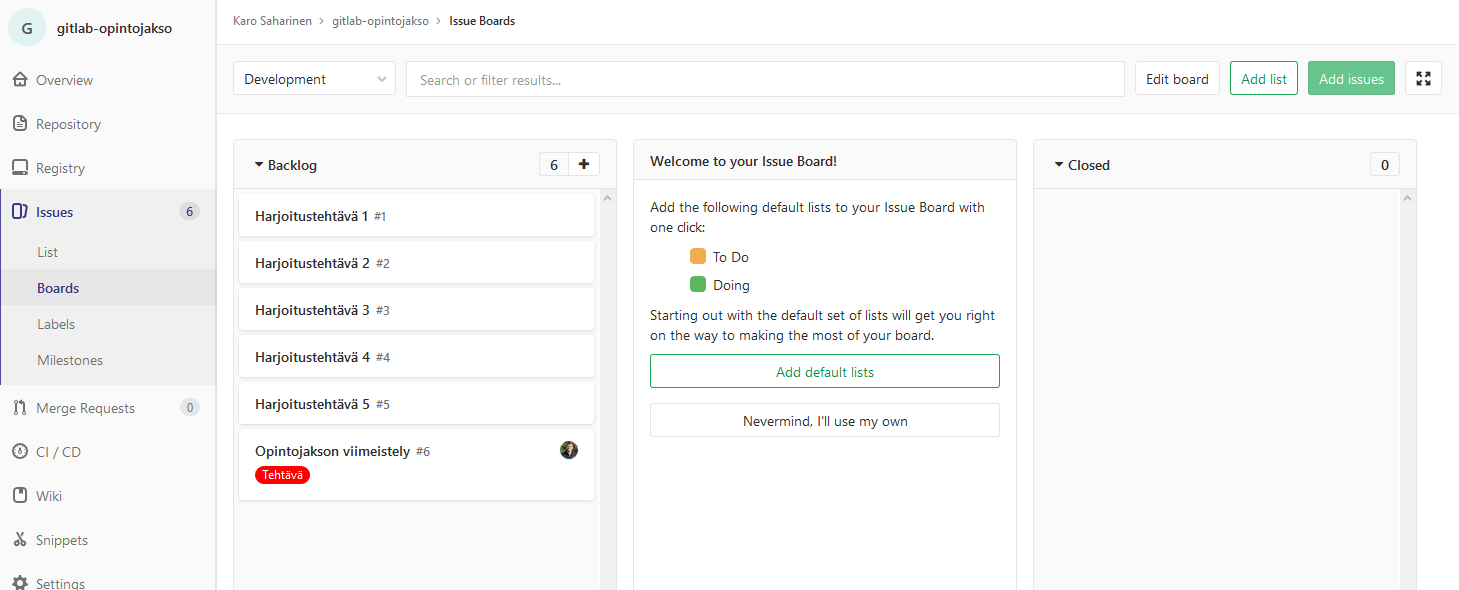 G
gitlab-opintojakso
Overview
Repository
Registry
Issues 6
List
Boards
Labels
Milestones
Merge Requests 0
CI / CD
Wiki
Snippets
Settings
Karo Saharinen › gitlab-opintojakso › Issue Boards
Development
Search or filter results...
Edit board
Add list
Add issues
Backlog 6
Harjoitustehtävä 1 #1
Harjoitustehtävä 2 #2
Harjoitustehtävä 3 #3
Harjoitustehtävä 4 #4
Harjoitustehtävä 5 #5
Opintojakson viimeistely #6
Tehtävä
Welcome to your Issue Board!
Add the following default lists to your Issue Board with
one click:
To Do
Doing
Starting out with the default set of lists will get you right
on the way to making the most of your board.
Add default lists
Nevermind, I'll use my own
Closed 0